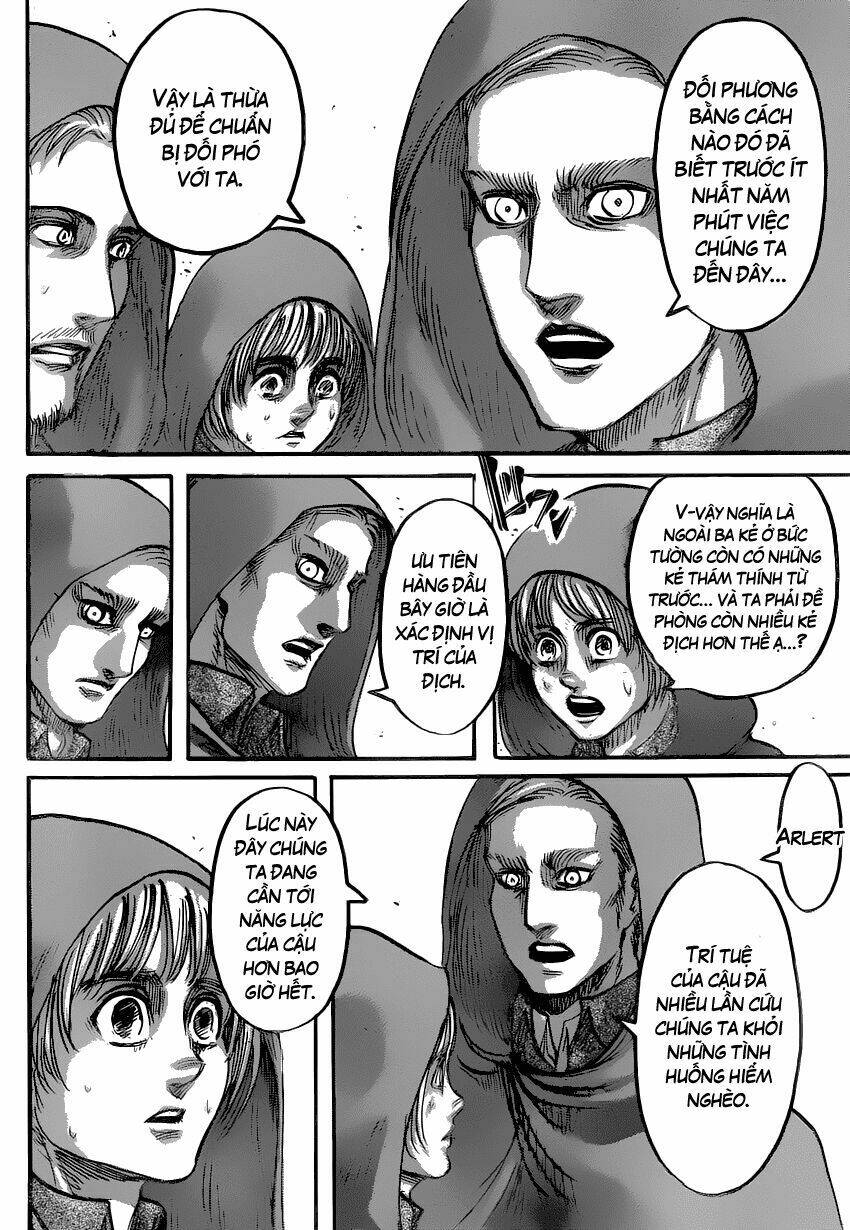 ĐỐI PHƯƠNG
BẰNG CÁCH
NÀO ĐÓ ĐÃ
BIẾT TRƯỚC ÍT
NHẤT NĂM
PHÚT VIỆC
CHÚNG TA
ĐẾN ĐÂY...
VẬY LÀ THỪA
ĐỦ ĐỂ CHUẨN
BỊ ĐỐI PHÓ
VỚI TA.
V-VẬY NGHĨA LÀ
NGOÀI BA KẺ Ở BỨC
TƯỜNG CÒN CÓ NHỮNG
KẺ THÁM THÍNH TỪ
TRƯỚC... VÀ TA PHẢI ĐỀ
PHÒNG CÒN NHIỀU KẺ
ĐỊCH HƠN THẾ Ạ...?
ƯU TIÊN
HÀNG ĐẦU
BÂY GIỜ LÀ
XÁC ĐỊNH VỊ
TRÍ CỦA
ĐỊCH.
ARLERT
TRÍ TUỆ
CỦA CẬU ĐÃ
NHIỀU LẦN CỨU
CHÚNG TA KHỎI
NHỮNG TÌNH
HUỐNG HIỂM
NGHÈO.
LÚC NÀY
ĐÂY CHÚNG
TA ĐANG
CẦN TỚI
NĂNG LỰC
CỦA CẬU
HƠN BAO
GIỜ HẾT.